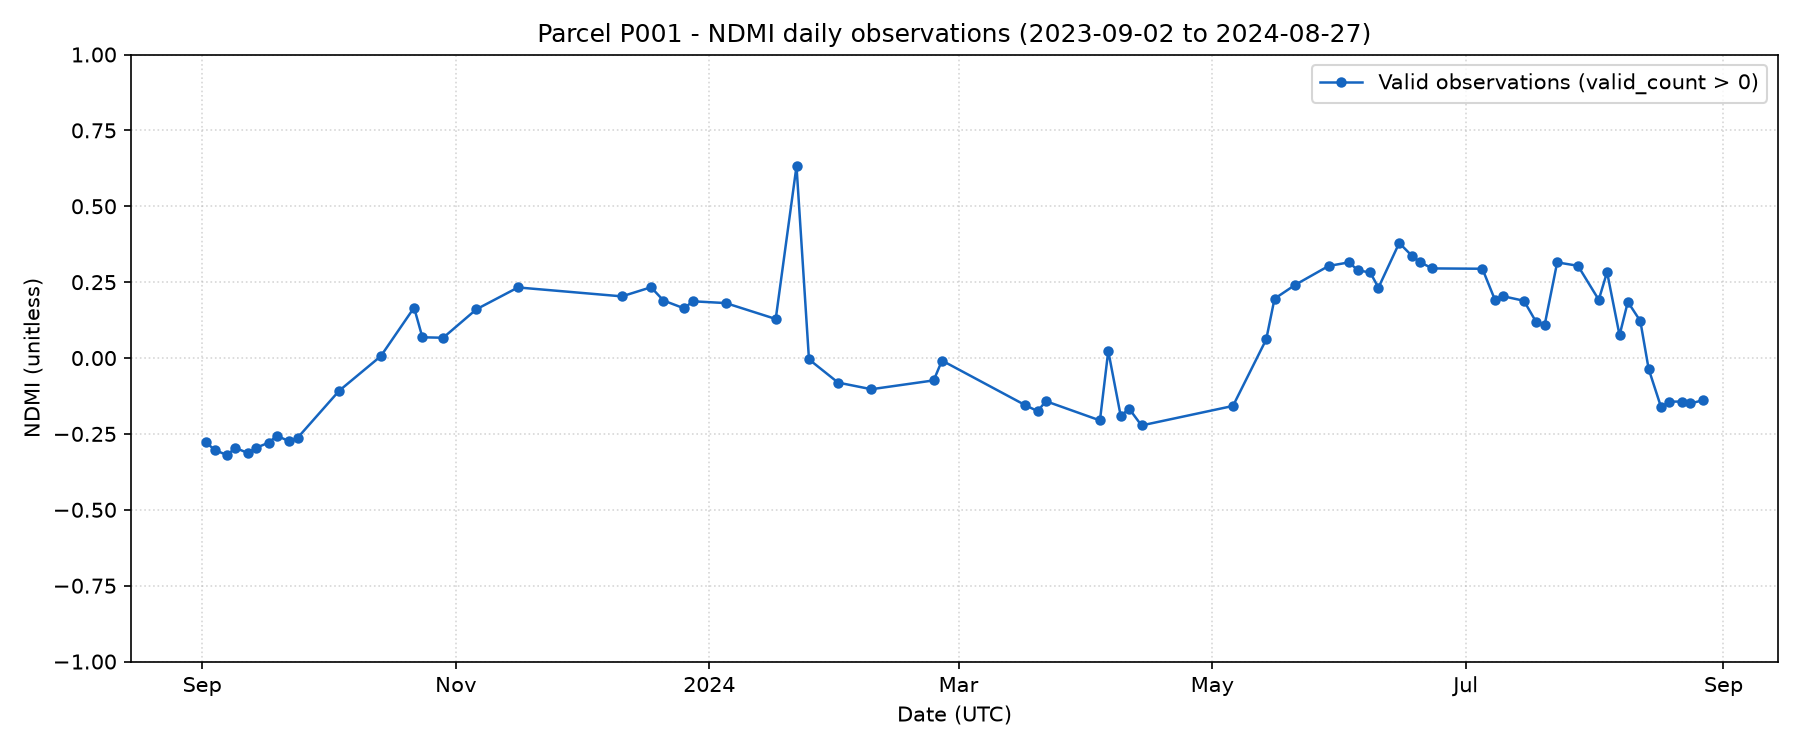 Parcel P001 - NDMI daily observations (2023-09-02 to 2024-08-27)
Valid observations (valid_count > 0)
NDMI (unitless)
1.00
0.75
0.50
0.25
0.00
−0.25
−0.50
−0.75
−1.00
Sep Nov 2024 Mar May Jul Sep
Date (UTC)